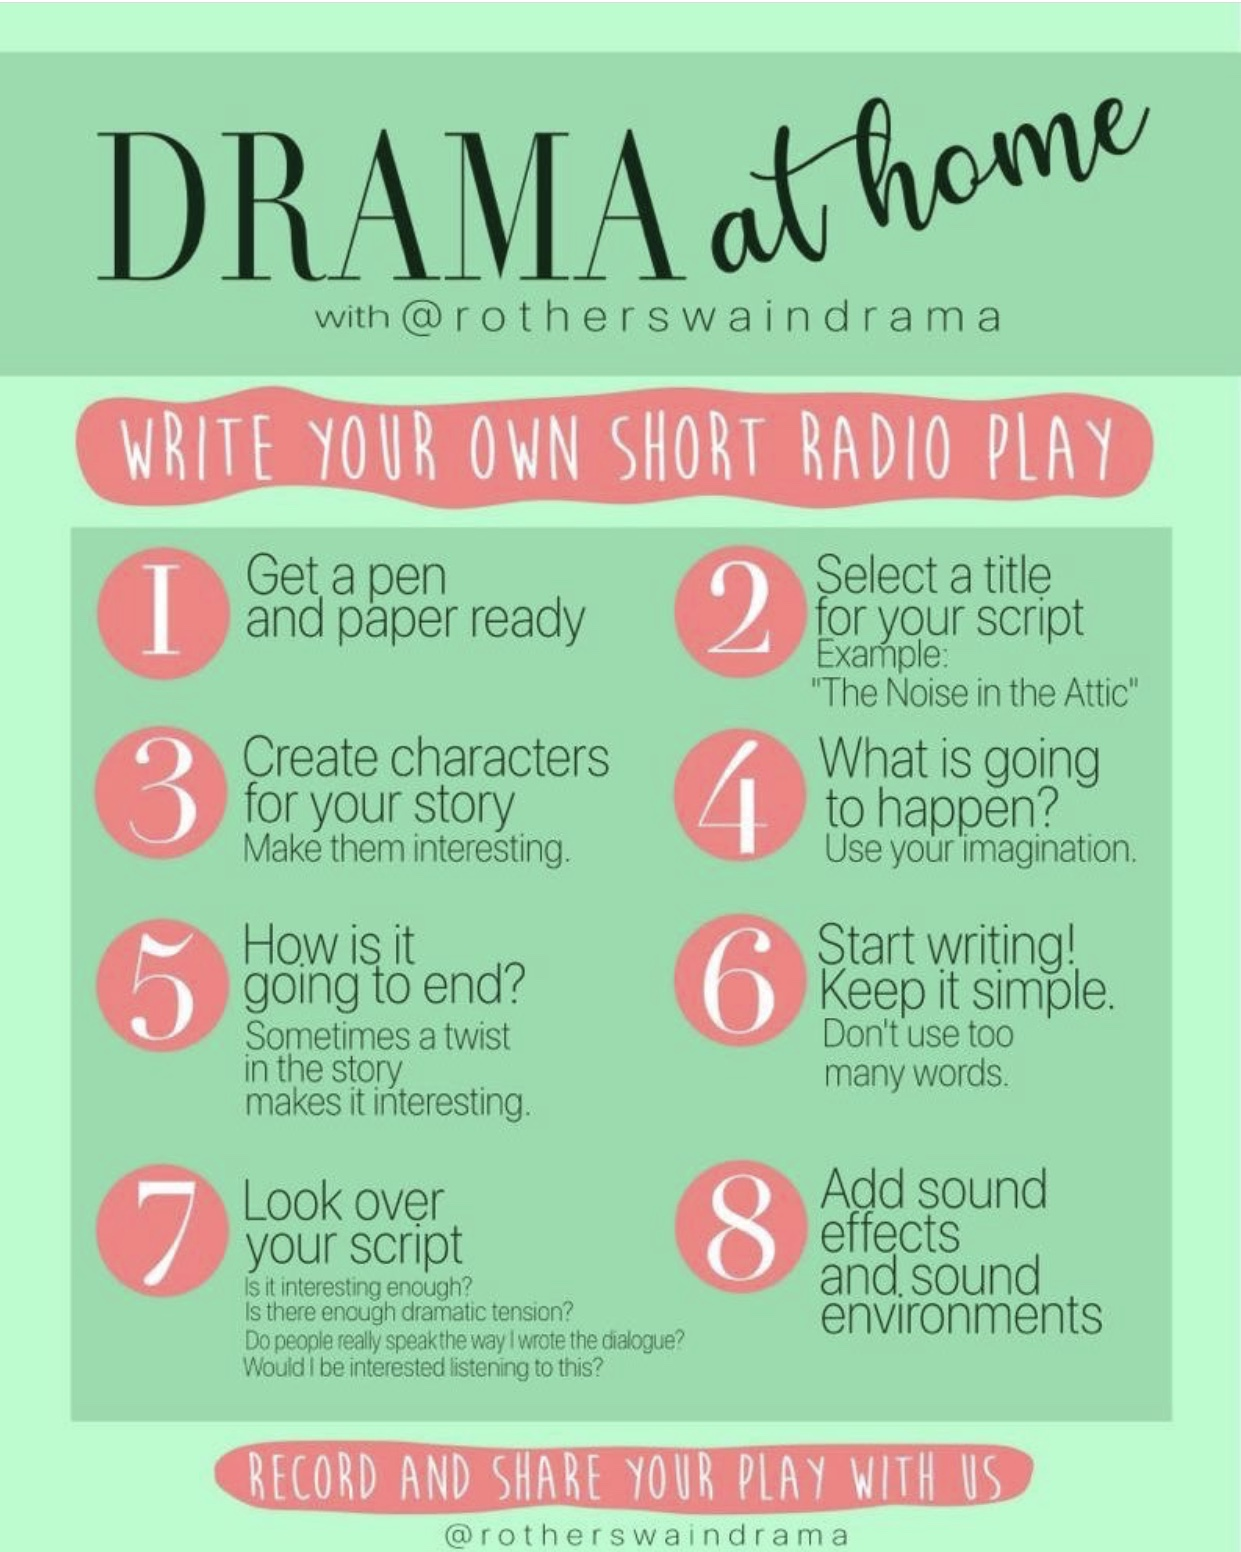 DRAMA at home
with @rotherswaindrama
WRITE YOUR OWN SHORT RADIO PLAY
1
Get a pen
and paper ready
2
Select a title
for your script
Example:
"The Noise in the Attic"
3
Create characters
for your story
Make them interesting.
4
What is going
to happen?
Use your imagination.
5
How is it
going to end?
Sometimes a twist
in the story
makes it interesting.
6
Start writing!
Keep it simple.
Don't use too
many words.
7
Look over
your script
Is it interesting enough?
Is there enough dramatic tension?
Do people really speak the way I wrote the dialogue?
Would I be interested listening to this?
8
Add sound
effects
and sound
environments
RECORD AND SHARE YOUR PLAY WITH US
@rotherswaindrama